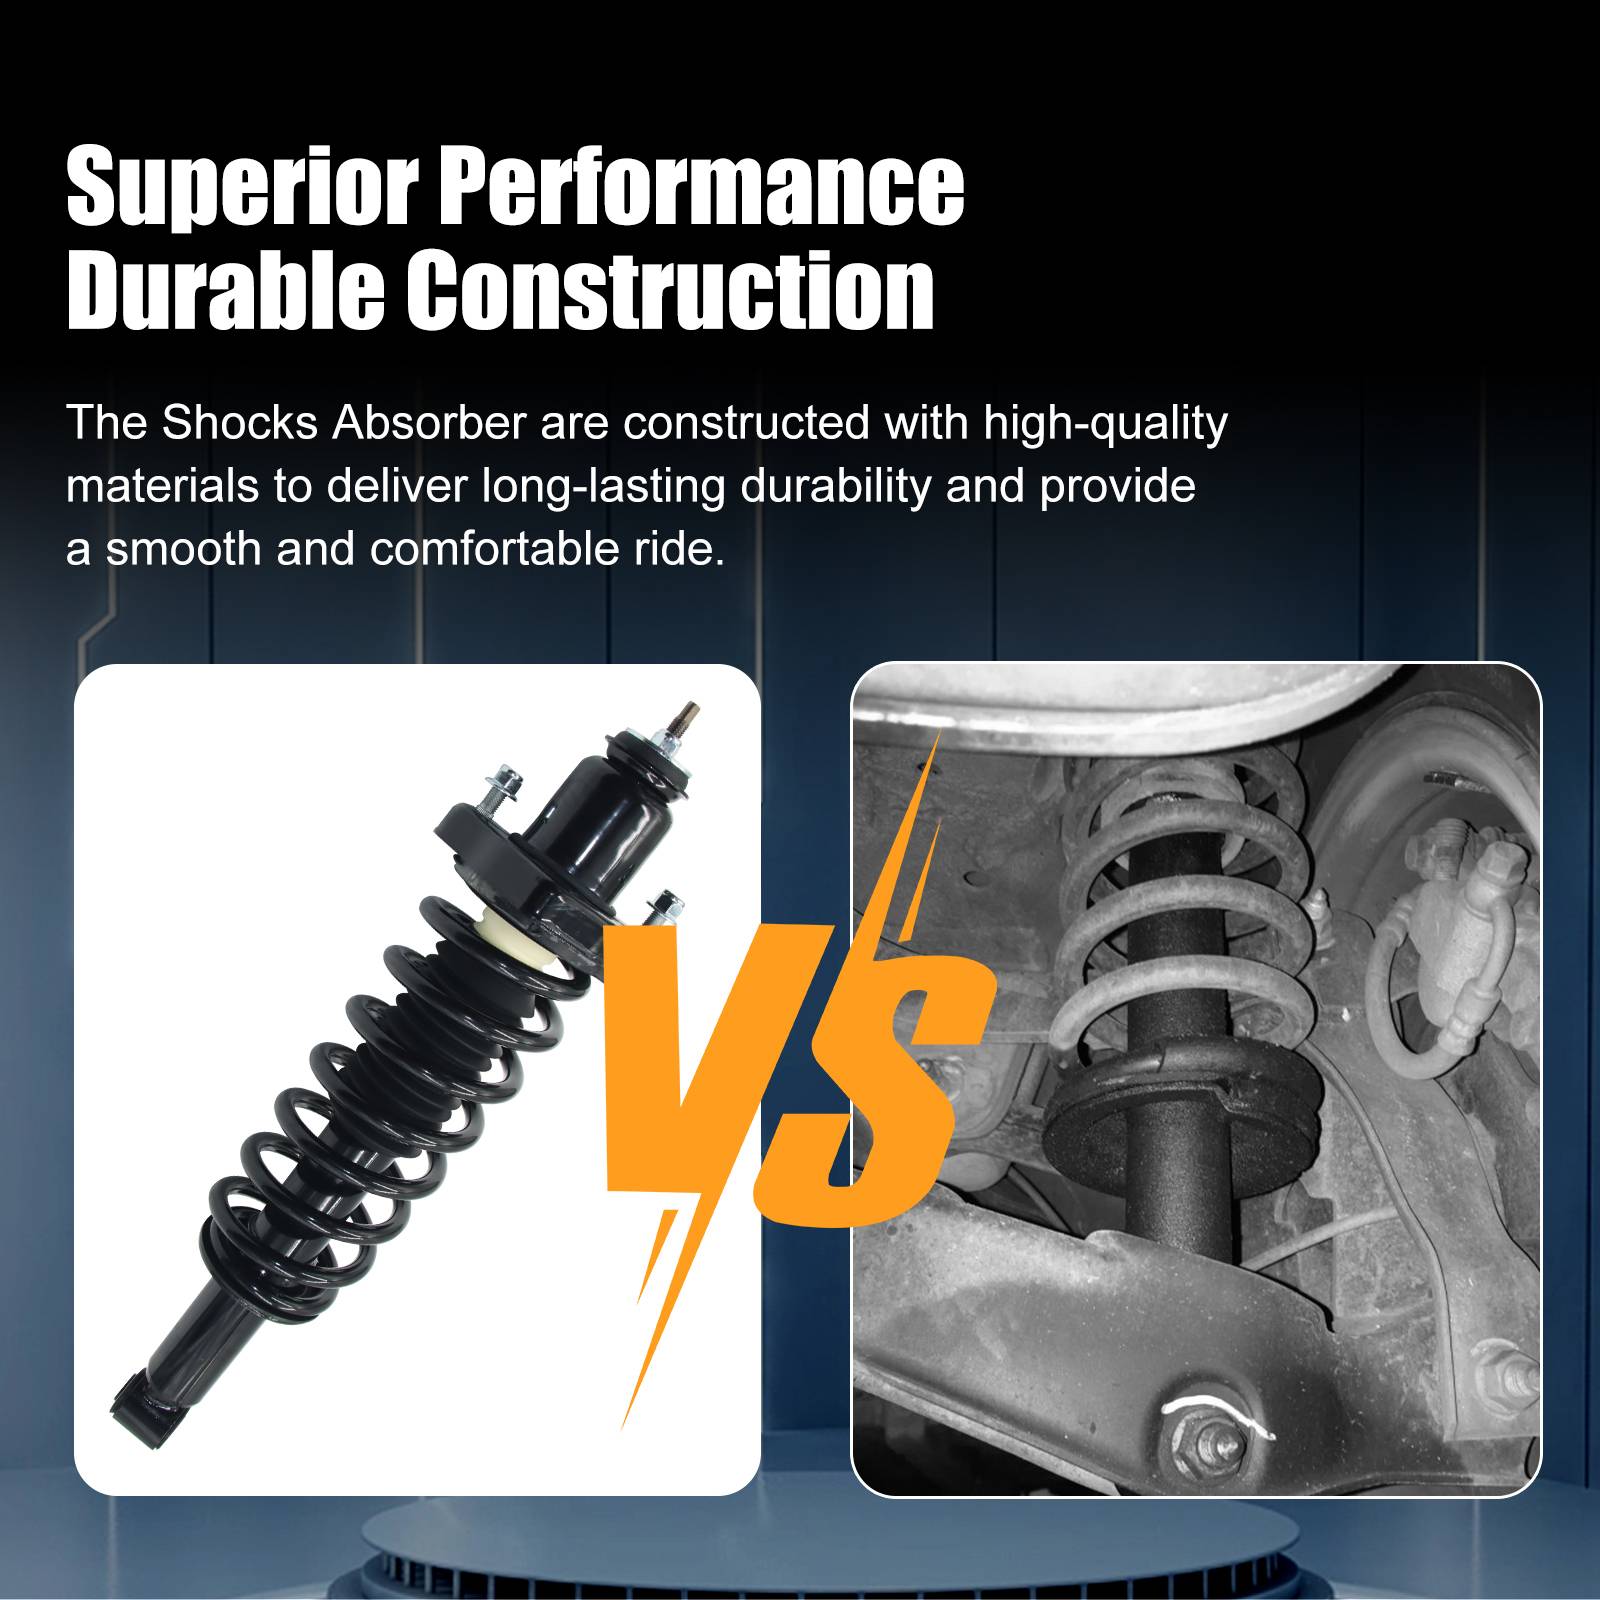 Superior Performance
Durable Construction
The Shocks Absorber are constructed with high-quality
materials to deliver long-lasting durability and provide
a smooth and comfortable ride.
VS